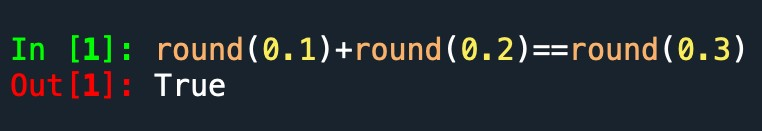 In [1]: round(0.1)+round(0.2)==round(0.3)
Out[1]: True